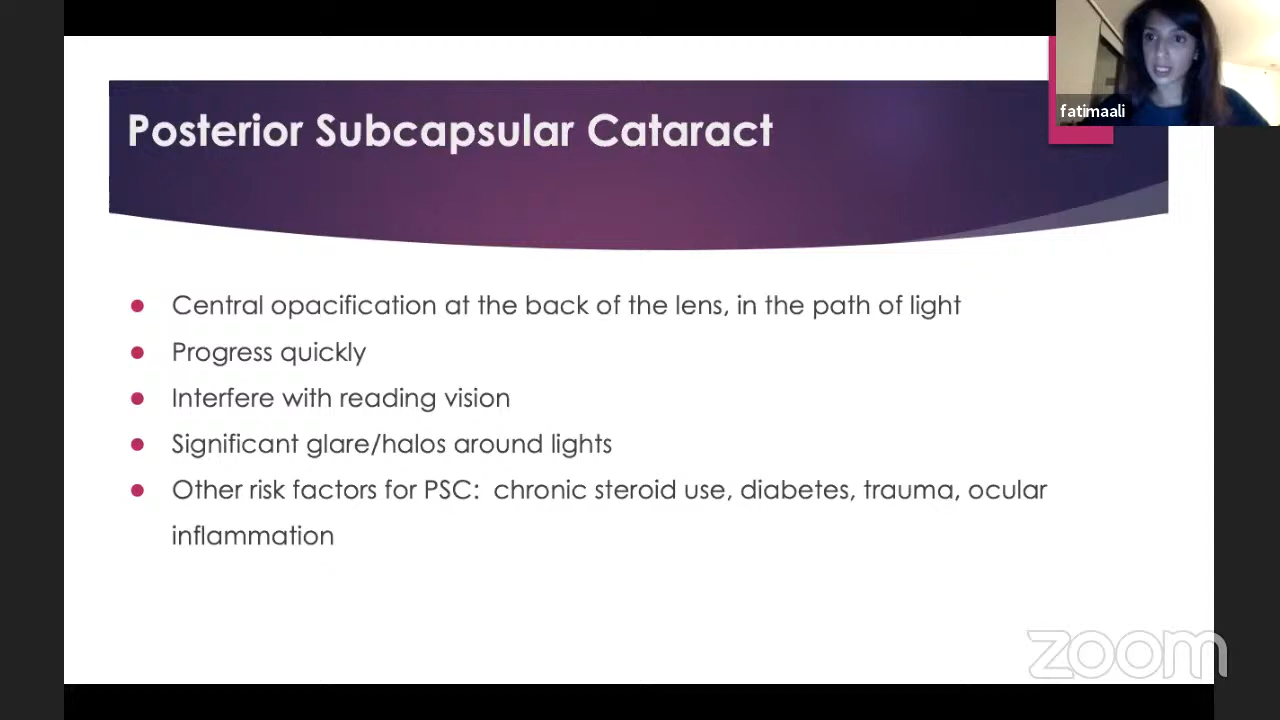 Posterior Subcapsular Cataract
fatimaali
Central opacification at the back of the lens, in the path of light
Progress quickly
Interfere with reading vision
Significant glare/halos around lights
Other risk factors for PSC:  chronic steroid use, diabetes, trauma, ocular
inflammation
zoom